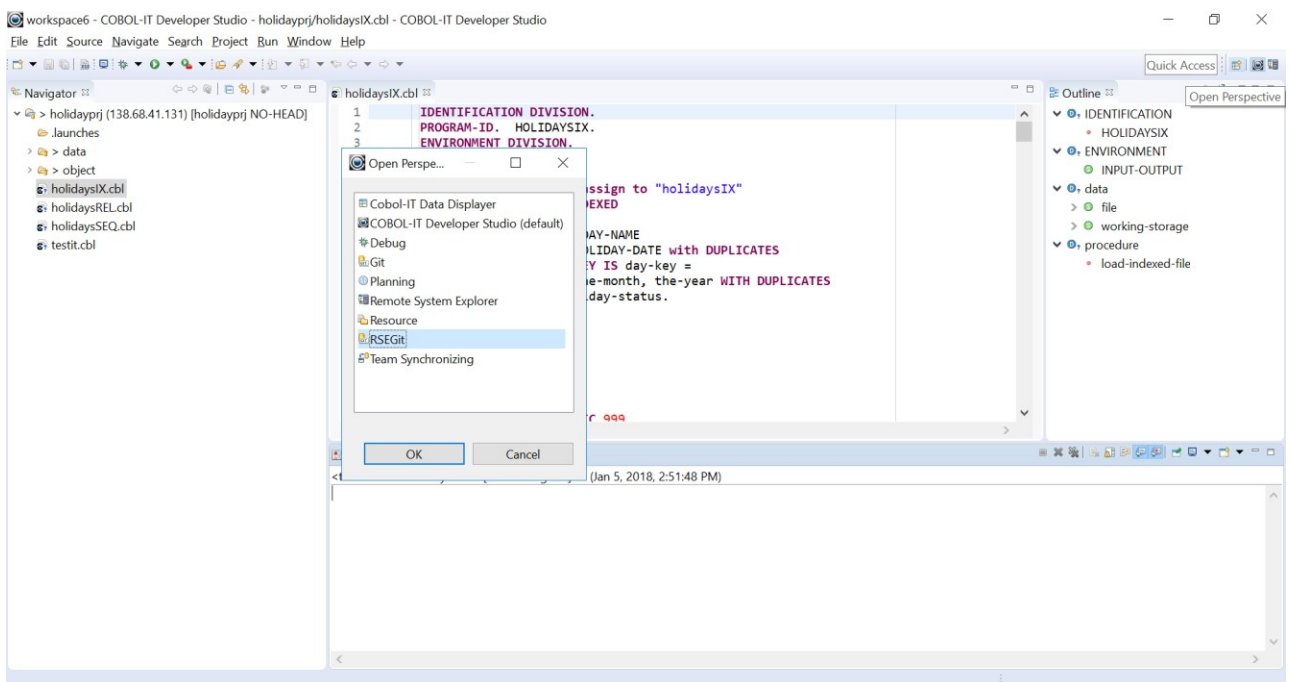 workspace6 - COBOL-IT Developer Studio - holidayprj/holidaysIX.cbl - COBOL-IT Developer Studio
File Edit Source Navigate Search Project Run Window Help
Quick Access
Open Perspective
Navigator
> holidayprj (138.68.41.131) [holidayprj NO-HEAD]
.launches
> data
> object
holidaysIX.cbl
holidaysREL.cbl
holidaysSEQ.cbl
testit.cbl
holidaysIX.cbl
1 IDENTIFICATION DIVISION.
2 PROGRAM-ID. HOLIDAYSIX.
3 ENVIRONMENT DIVISION.
ssign to "holidaysIX"
EXED
AY-NAME
LIDAY-DATE with DUPLICATES
Y IS day-key =
e-month, the-year WITH DUPLICATES
day-status.
C 999
Open Perspe...
Cobol-IT Data Displayer
COBOL-IT Developer Studio (default)
Debug
Git
Planning
Remote System Explorer
Resource
RSEGit
Team Synchronizing
OK Cancel
Outline
IDENTIFICATION
HOLIDAYSIX
ENVIRONMENT
INPUT-OUTPUT
data
file
working-storage
procedure
load-indexed-file
(Jan 5, 2018, 2:51:48 PM)